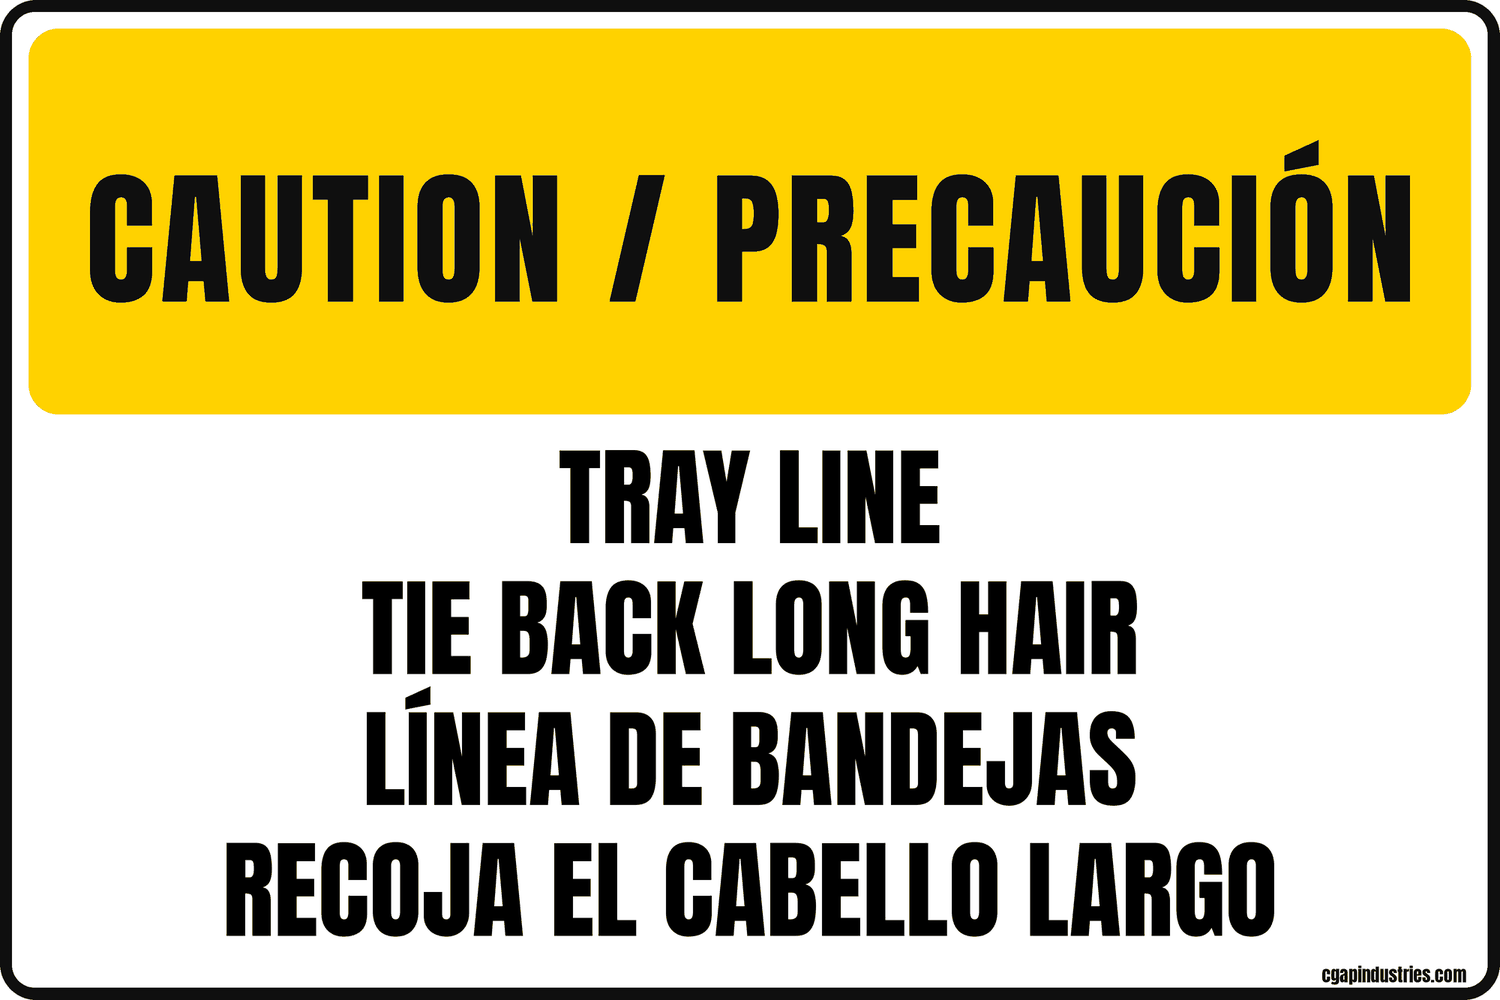 CAUTION / PRECAUCIÓN
TRAY LINE
TIE BACK LONG HAIR
LÍNEA DE BANDEJAS
RECOJA EL CABELLO LARGO
cgapindustries.com